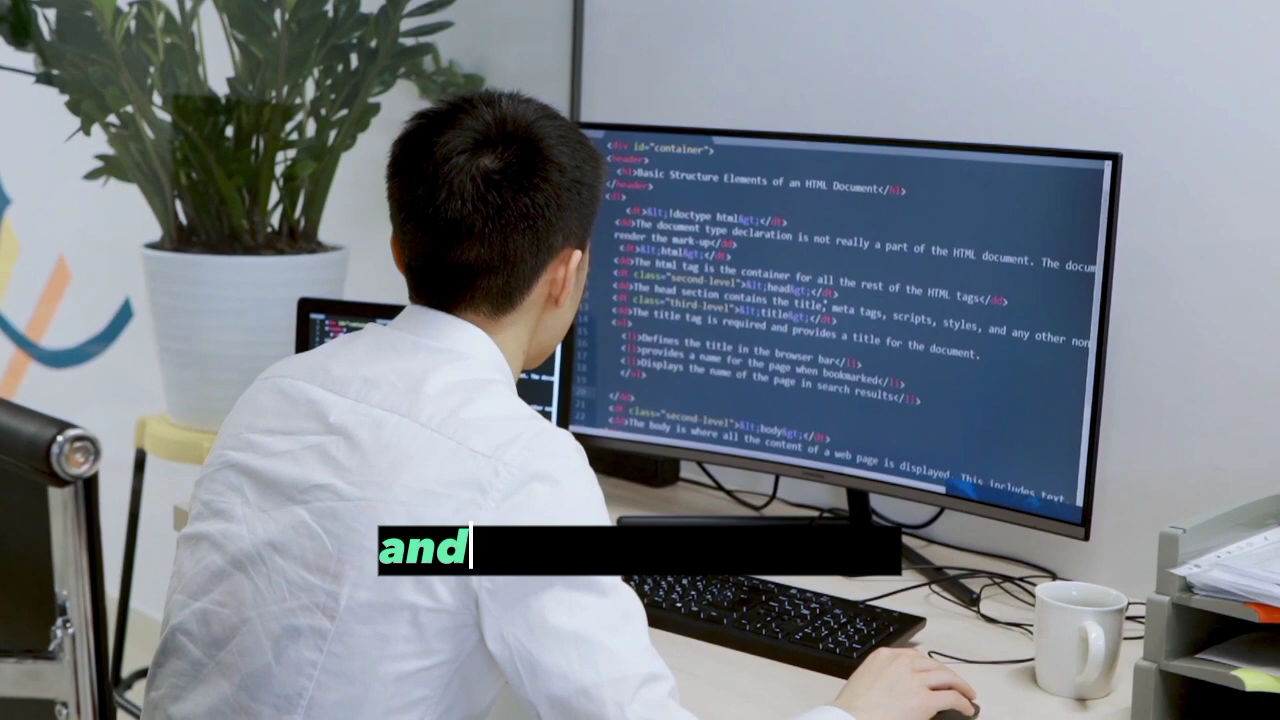 <div id="container">
<header>
<h1>Basic Structure Elements of an HTML Document</h1>
</header>
<dl>
<dt>&lt;!doctype html&gt;</dt>
<dd>The document type declaration is not really a part of the HTML document. The docum
render the mark-up</dd>
<dt>&lt;html&gt;</dt>
<dd>The html tag is the container for all the rest of the HTML tags</dd>
<dt class="second-level">&lt;head&gt;</dt>
<dd>The head section contains the title, meta tags, scripts, styles, and any other non
<dt class="third-level">&lt;title&gt;</dt>
<dd>The title tag is required and provides a title for the document.
<ul>
<li>Defines the title in the browser bar</li>
<li>provides a name for the page when bookmarked</li>
<li>Displays the name of the page in search results</li>
</ul>
</dd>
<dt class="second-level">&lt;body&gt;</dt>
<dd>The body is where all the content of a web page is displayed. This includes text,
and